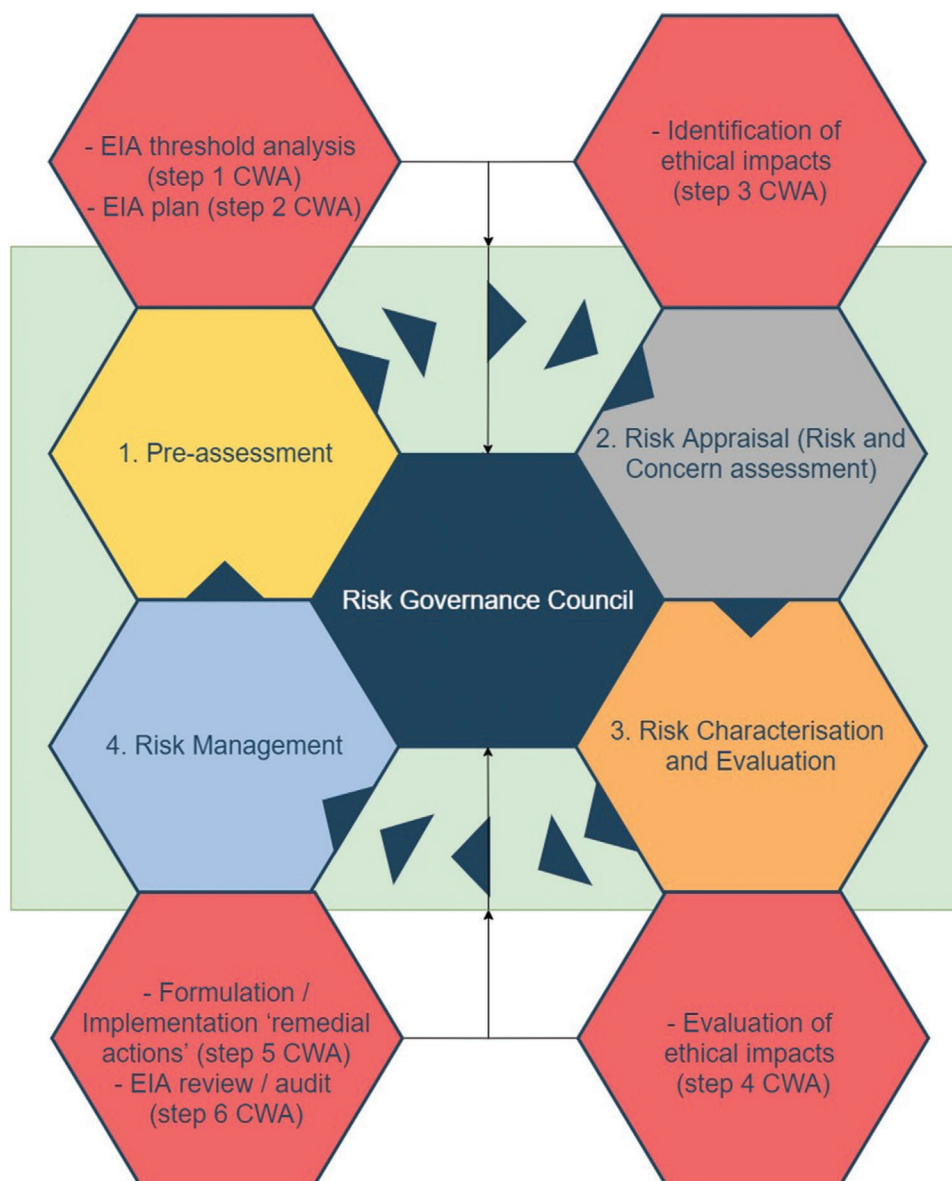 - EIA threshold analysis
(step 1 CWA)
- EIA plan (step 2 CWA)
- Identification of
ethical impacts
(step 3 CWA)
1. Pre-assessment
2. Risk Appraisal (Risk and
Concern assessment)
Risk Governance Council
4. Risk Management
3. Risk Characterisation
and Evaluation
- Formulation /
Implementation ‘remedial
actions’ (step 5 CWA)
- EIA review / audit
(step 6 CWA)
- Evaluation of
ethical impacts
(step 4 CWA)